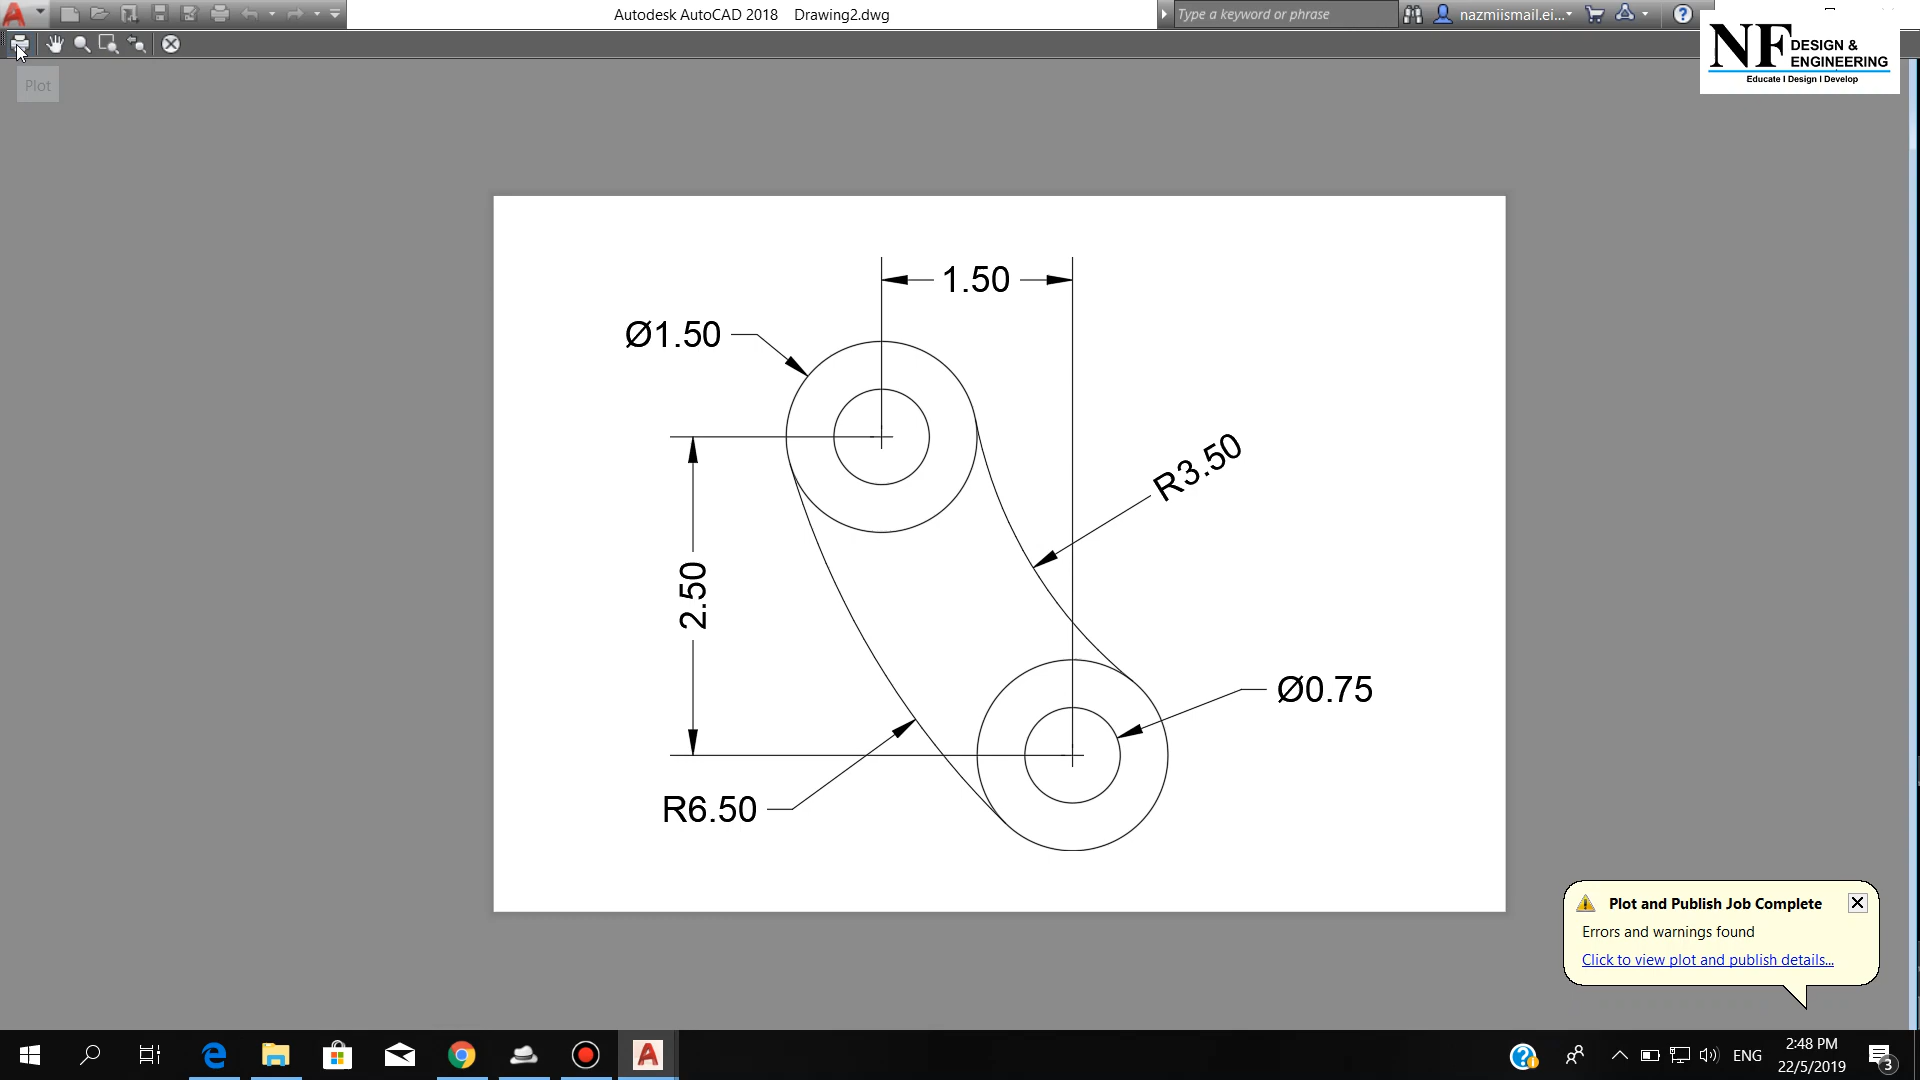 Autodesk AutoCAD 2018 Drawing2.dwg
Type a keyword or phrase
nazmiismail.ei...
NF DESIGN &
ENGINEERING
Educate I Design I Develop
Plot
1.50
Ø1.50
R3.50
2.50
Ø0.75
R6.50
Plot and Publish Job Complete
Errors and warnings found
Click to view plot and publish details...
ENG
2:48 PM
22/5/2019
3